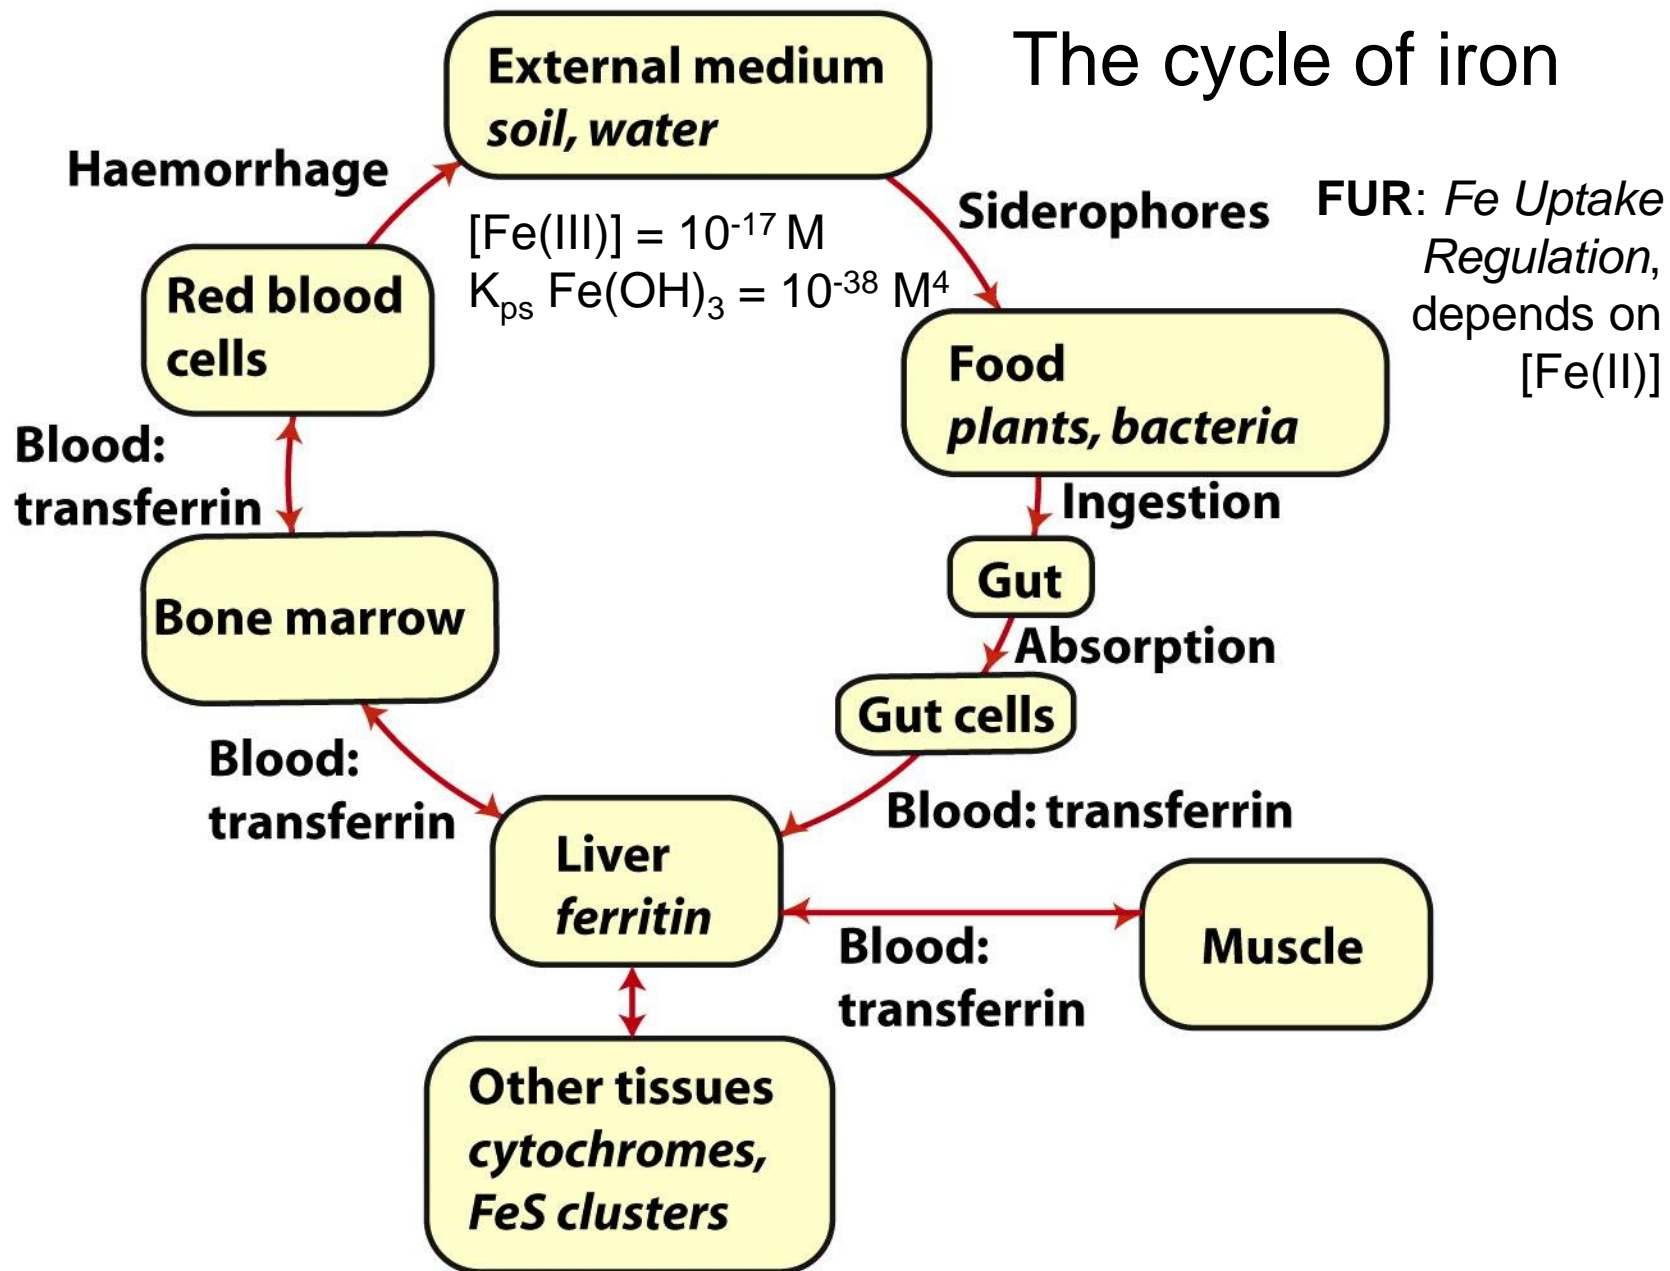 The cycle of iron
External medium
soil, water
Haemorrhage
Siderophores
FUR: Fe Uptake
Regulation,
depends on
[Fe(II)]
[Fe(III)] = 10⁻¹⁷ M
Kₚₛ Fe(OH)₃ = 10⁻³⁸ M⁴
Red blood
cells
Food
plants, bacteria
Blood:
transferrin
Ingestion
Gut
Absorption
Bone marrow
Gut cells
Blood:
transferrin
Blood: transferrin
Liver
ferritin
Blood:
transferrin
Muscle
Other tissues
cytochromes,
FeS clusters